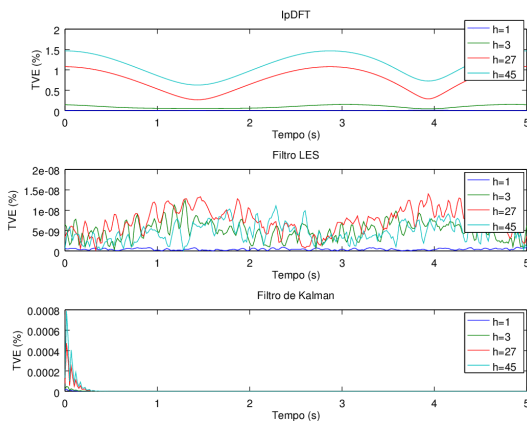 IpDFT
2
1.5
1
0.5
0
TVE (%)
0 1 2 3 4 5
Tempo (s)
h=1
h=3
h=27
h=45
Filtro LES
2e-08
1.5e-08
1e-08
5e-09
0
TVE (%)
0 1 2 3 4 5
Tempo (s)
h=1
h=3
h=27
h=45
Filtro de Kalman
0.0008
0.0006
0.0004
0.0002
0
TVE (%)
0 1 2 3 4 5
Tempo (s)
h=1
h=3
h=27
h=45